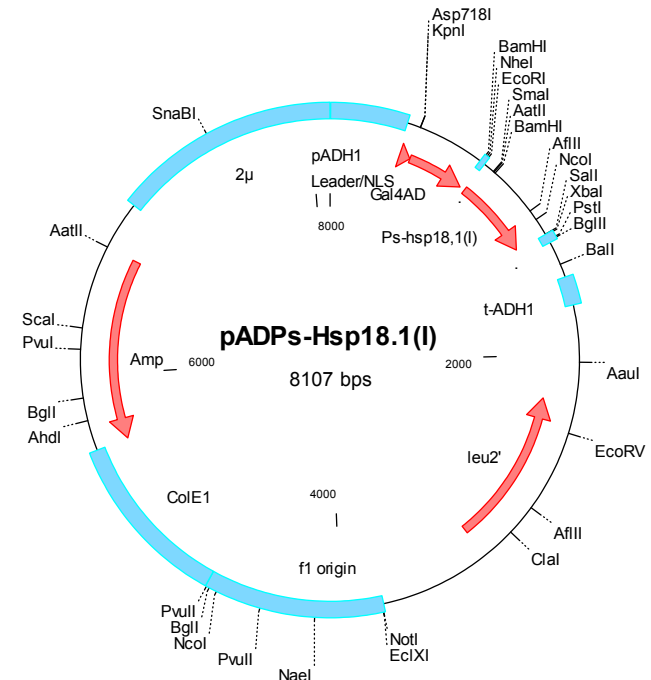 Asp718I
KpnI
BamHI
NheI
EcoRI
SmaI
AatII
BamHI
AflII
NcoI
SalI
XbaI
PstI
BglII
BalI
SnaBI
pADH1
2µ
Leader/NLS
Gal4AD
8000
Ps-hsp18,1(I)
AatII
t-ADH1
ScaI
PvuI
pADPs-Hsp18.1(I)
Amp
6000
2000
8107 bps
AauI
BglI
AhdI
EcoRV
leu2'
ColE1
4000
AflII
ClaI
f1 origin
PvuII
BglI
NcoI
PvuII
NaeI
NotI
EclXI